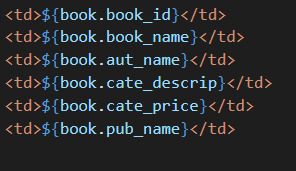 <td>${book.book_id}</td>
<td>${book.book_name}</td>
<td>${book.aut_name}</td>
<td>${book.cate_descrip}</td>
<td>${book.cate_price}</td>
<td>${book.pub_name}</td>